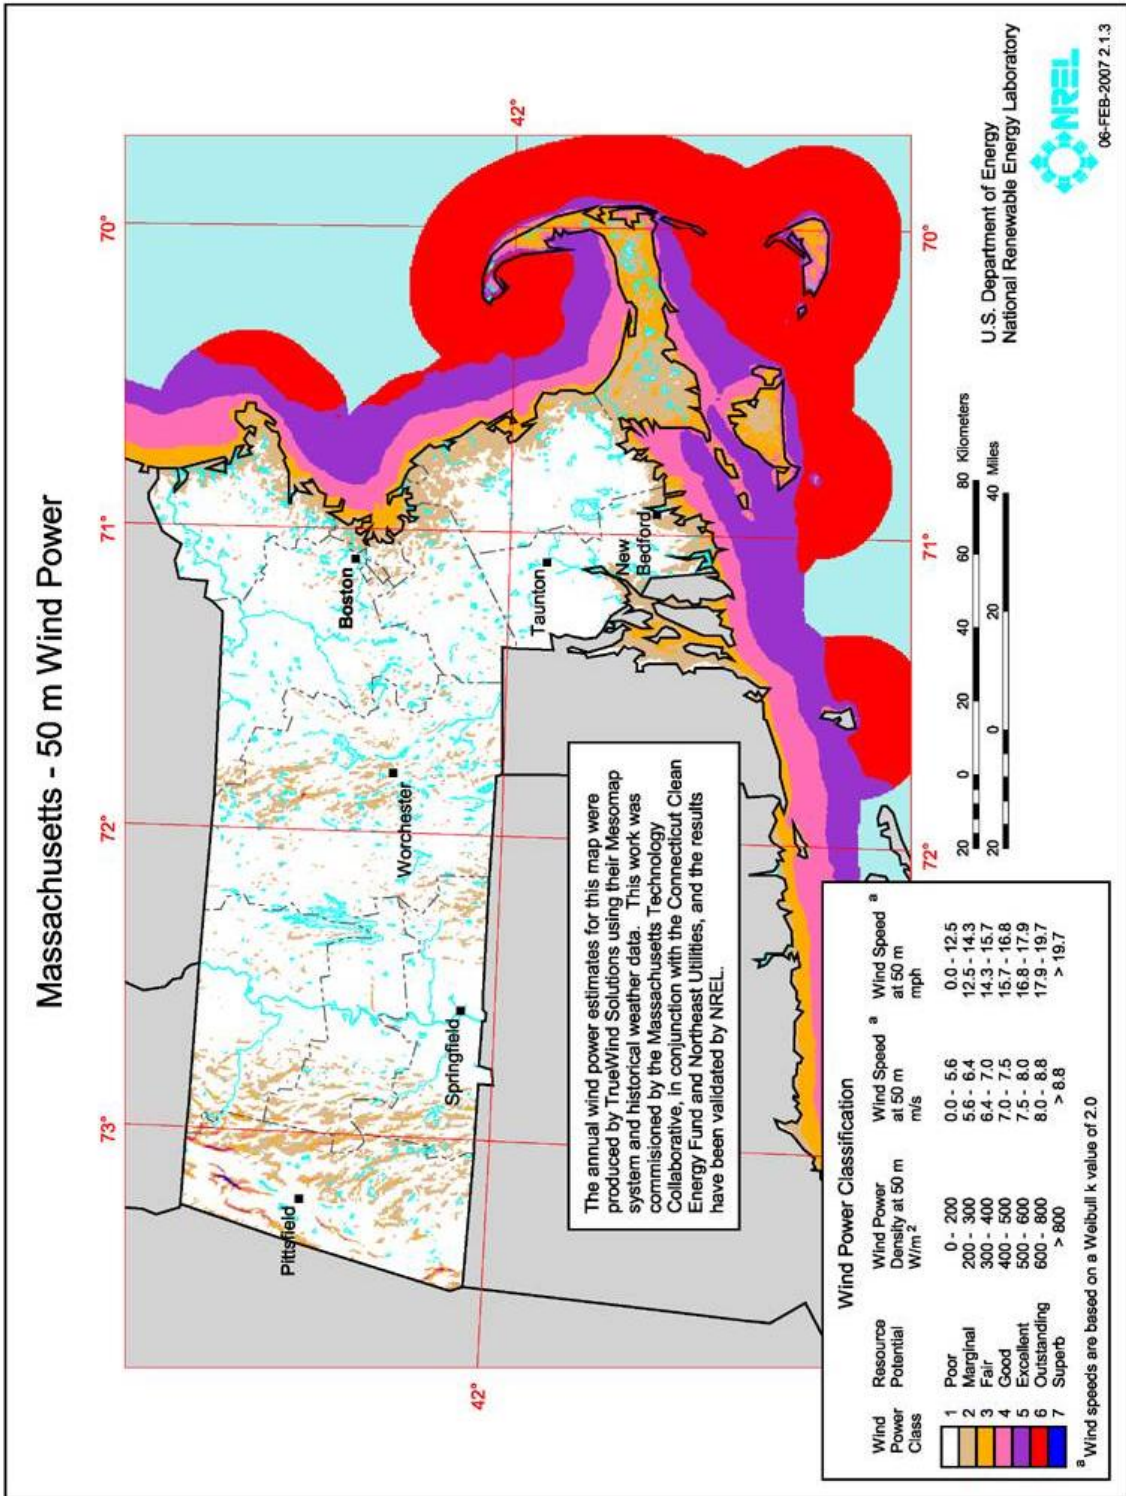 Massachusetts - 50 m Wind Power
73°
72°
71°
70°
42°
42°
Pittsfield
Springfield
Worchester
Boston
Taunton
New
Bedford
The annual wind power estimates for this map were
produced by TrueWind Solutions using their Mesomap
system and historical weather data. This work was
commisioned by the Massachusetts Technology
Collaborative, in conjunction with the Connecticut Clean
Energy Fund and Northeast Utilities, and the results
have been validated by NREL.
72°
71°
70°
Wind Power Classification
Wind Power Class Resource Potential Wind Power Density at 50 m W/m2 Wind Speed a at 50 m m/s Wind Speed a at 50 m mph
1 Poor 0 - 200 0.0 - 5.6 0.0 - 12.5
2 Marginal 200 - 300 5.6 - 6.4 12.5 - 14.3
3 Fair 300 - 400 6.4 - 7.0 14.3 - 15.7
4 Good 400 - 500 7.0 - 7.5 15.7 - 16.8
5 Excellent 500 - 600 7.5 - 8.0 16.8 - 17.9
6 Outstanding 600 - 800 8.0 - 8.8 17.9 - 19.7
7 Superb > 800 > 8.8 > 19.7
a Wind speeds are based on a Weibull k value of 2.0
20 0 20 40 60 80 Kilometers
20 0 20 40 Miles
U.S. Department of Energy
National Renewable Energy Laboratory
NREL
06-FEB-2007 2.1.3